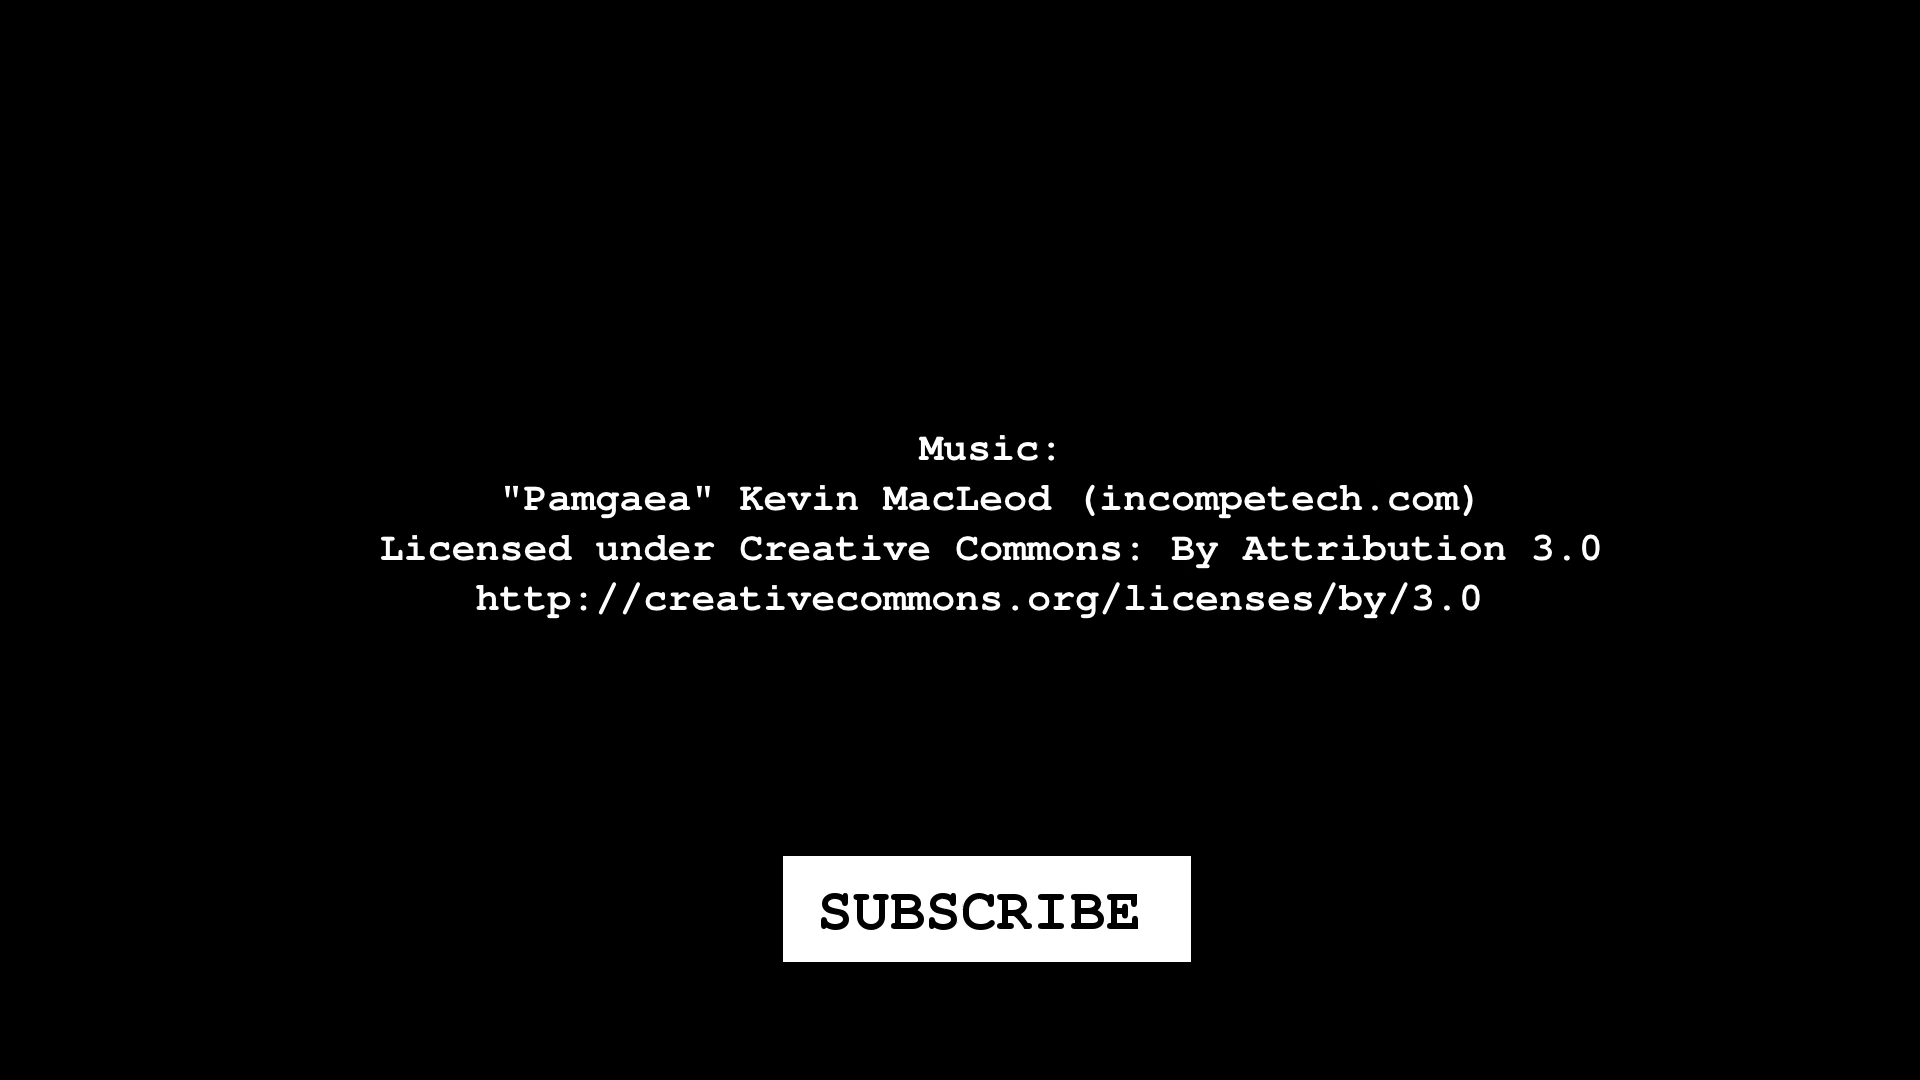 Music:
"Pamgaea" Kevin MacLeod (incompetech.com)
Licensed under Creative Commons: By Attribution 3.0
http://creativecommons.org/licenses/by/3.0
SUBSCRIBE